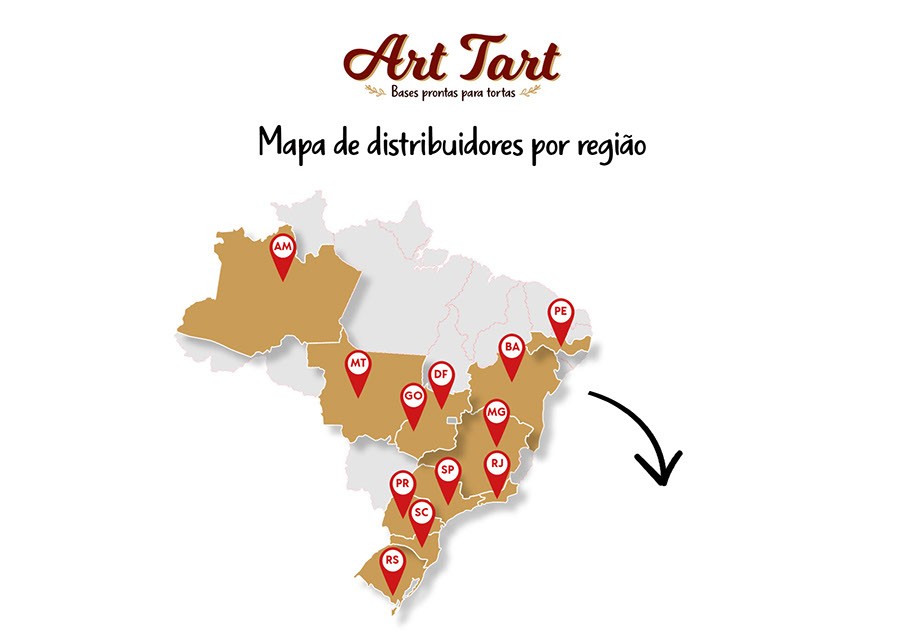 Art Tart
Bases prontas para tortas
Mapa de distribuidores por região
AM
PE
BA
MT
DF
GO
MG
RJ
SP
PR
SC
RS